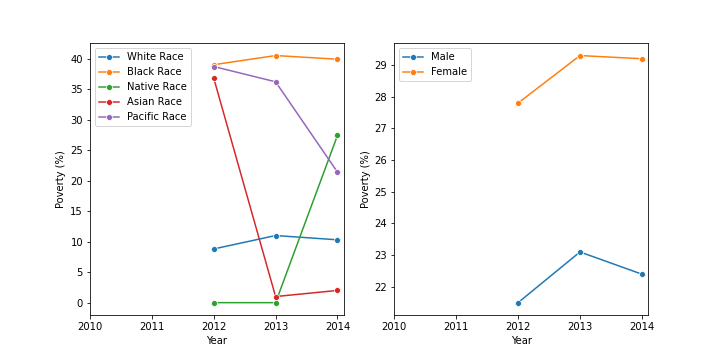 White Race
Black Race
Native Race
Asian Race
Pacific Race
40
35
30
25
20
15
10
5
0
Poverty (%)
2010 2011 2012 2013 2014
Year
Male
Female
29
28
27
26
25
24
23
22
Poverty (%)
2010 2011 2012 2013 2014
Year